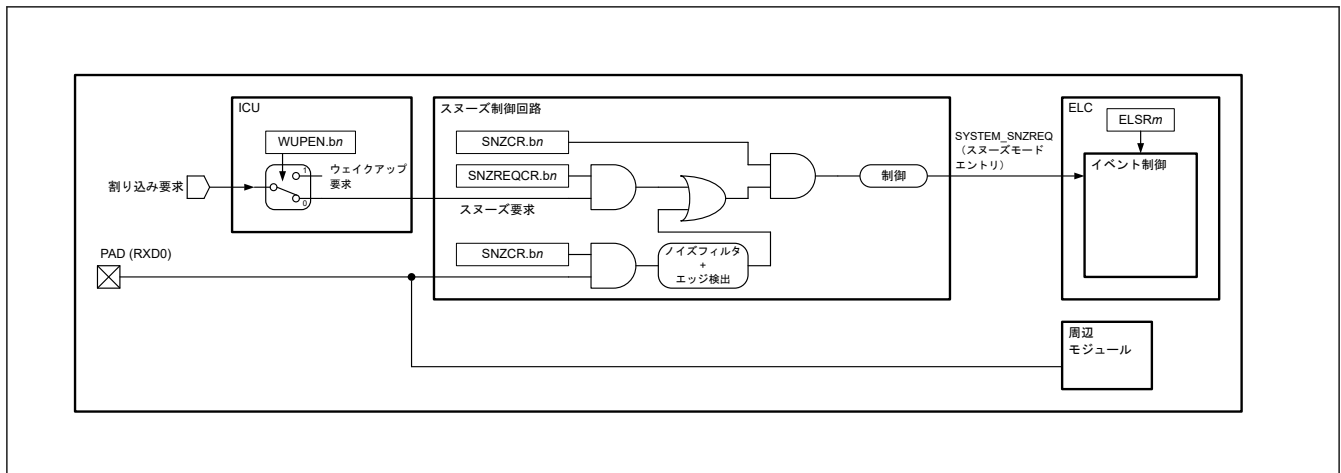 ICU
WUPEN.bn
1
ウェイクアップ
要求
0
割り込み要求
スヌーズ要求
PAD (RXD0)
スヌーズ制御回路
SNZCR.bn
SNZREQCR.bn
SNZCR.bn
ノイズフィルタ
+
エッジ検出
制御
SYSTEM_SNZREQ
（スヌーズモード
エントリ）
ELC
ELSRm
イベント制御
周辺
モジュール